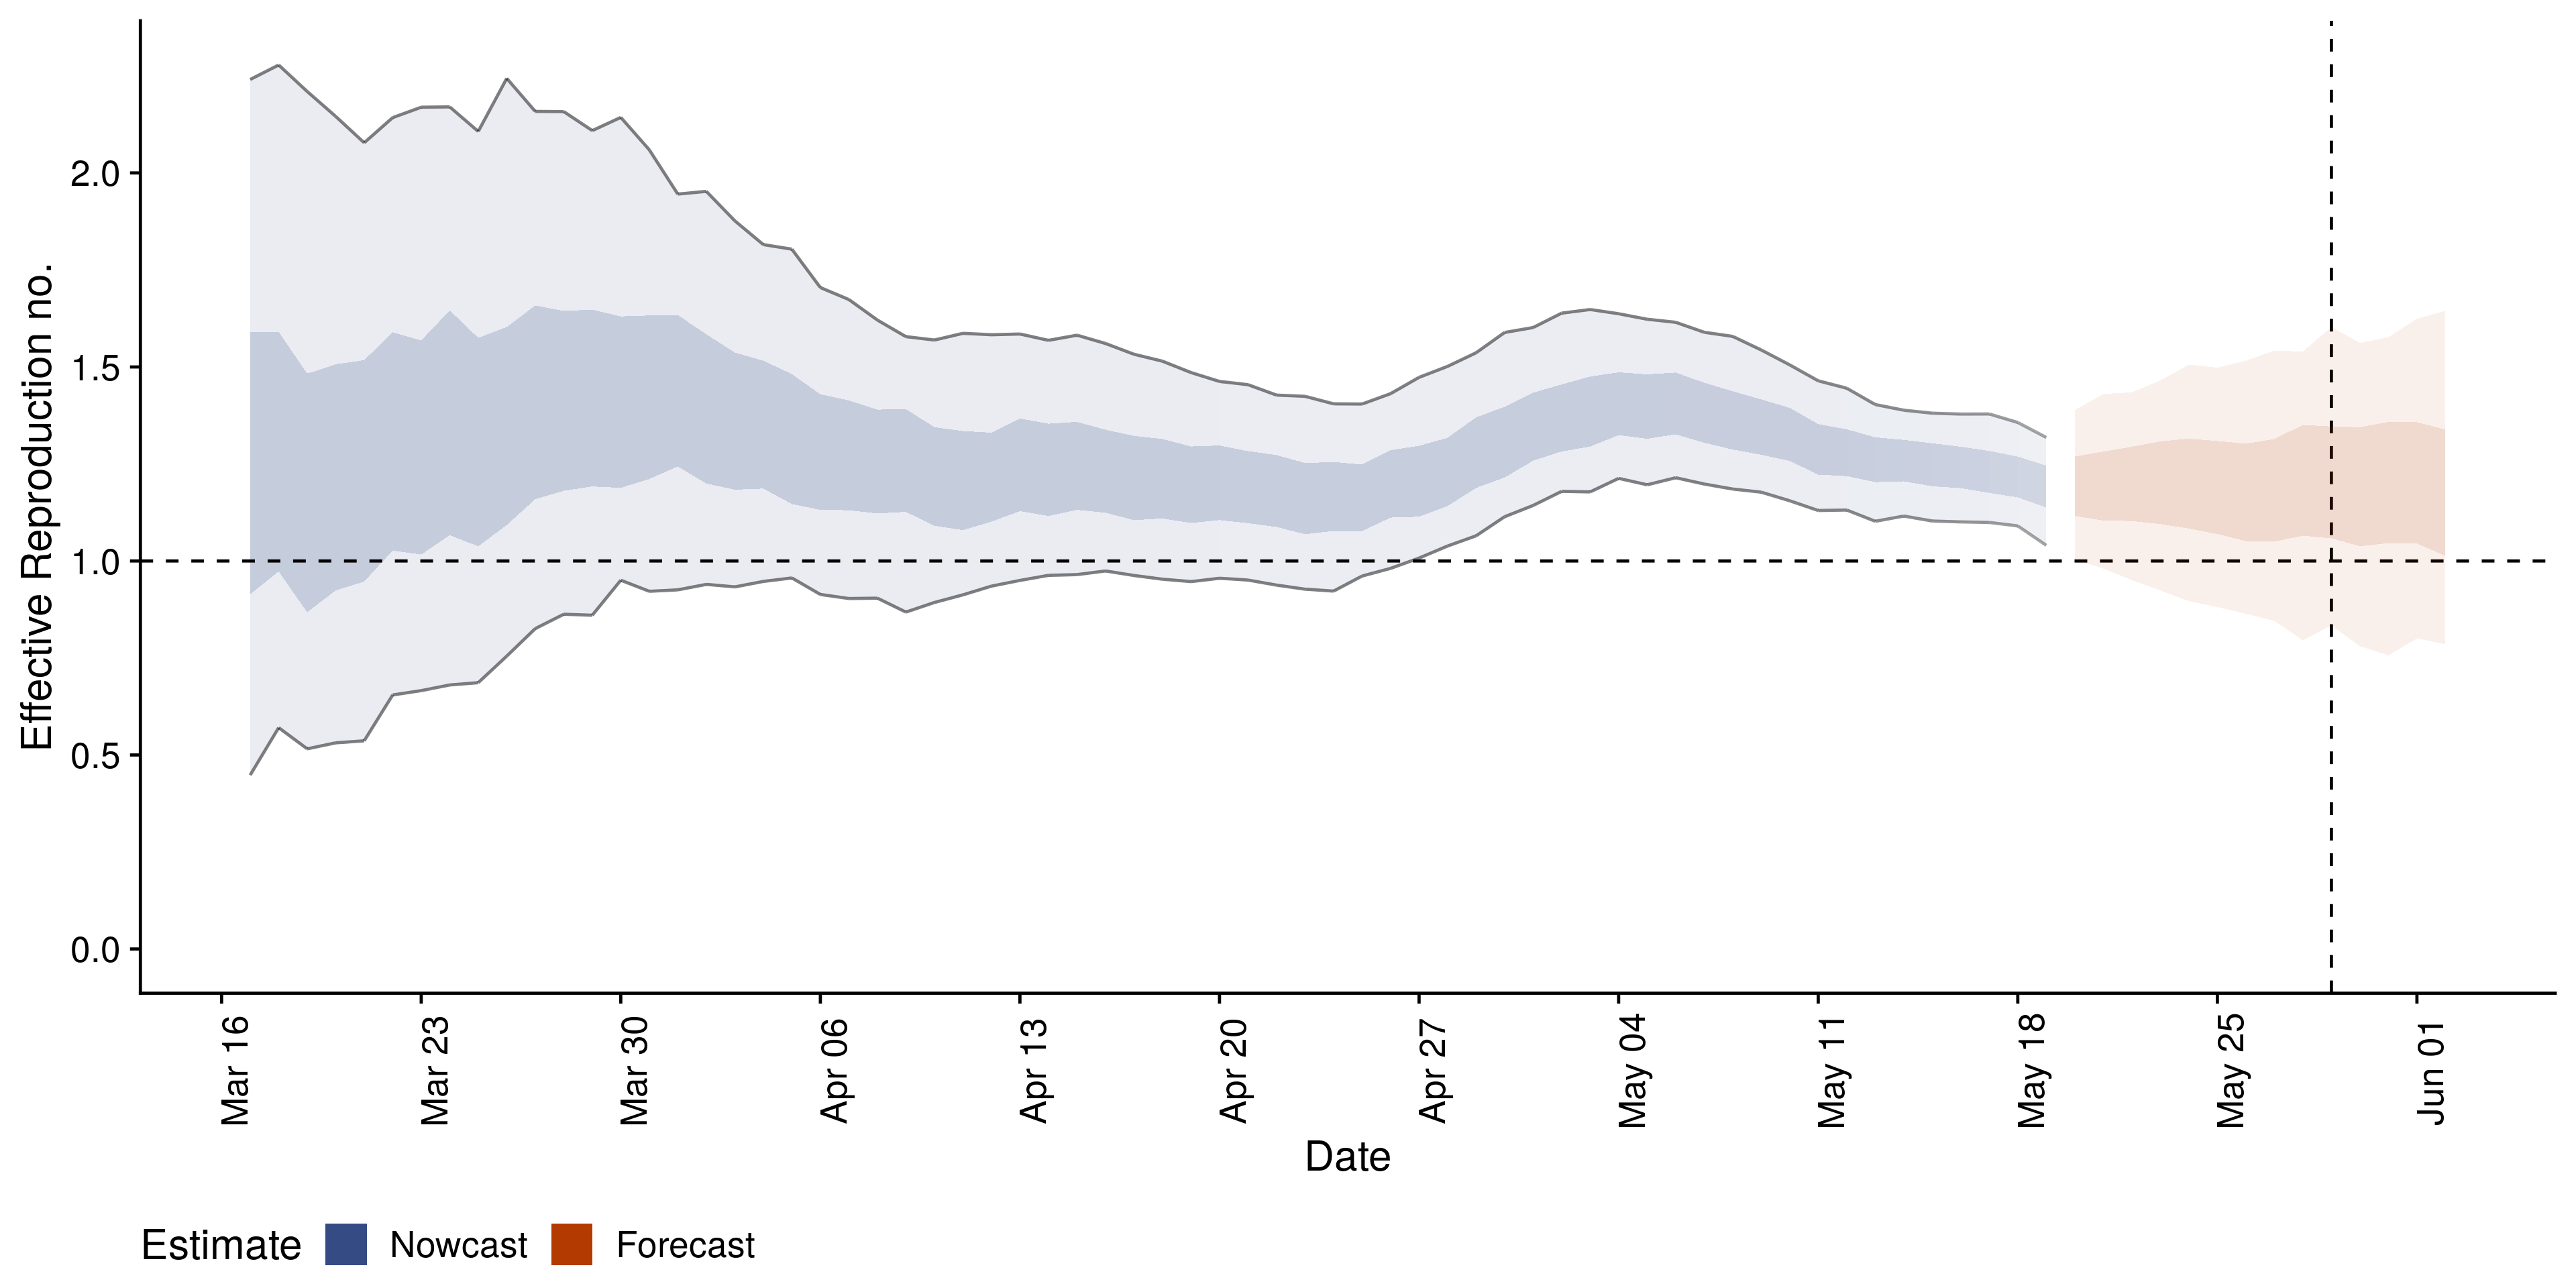 Effective Reproduction no.
2.0
1.5
1.0
0.5
0.0
Mar 16
Mar 23
Mar 30
Apr 06
Apr 13
Apr 20
Apr 27
May 04
May 11
May 18
May 25
Jun 01
Date
Estimate Nowcast Forecast